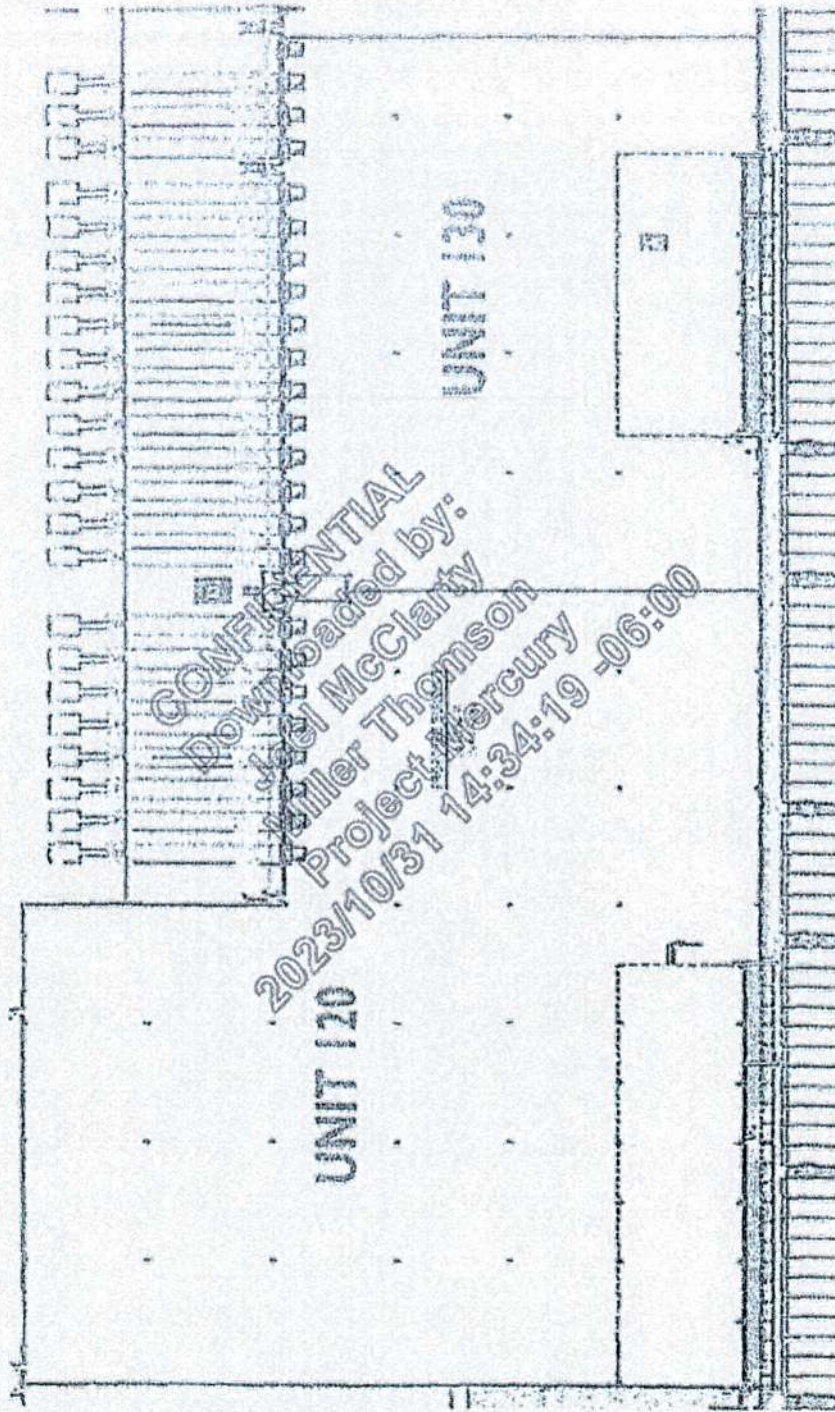 UNIT 130
UNIT 120
CONFIDENTIAL
Downloaded by:
Joel McClarty
Miller Thomson
Project Mercury
2023/10/31 14:34:19 -06:00